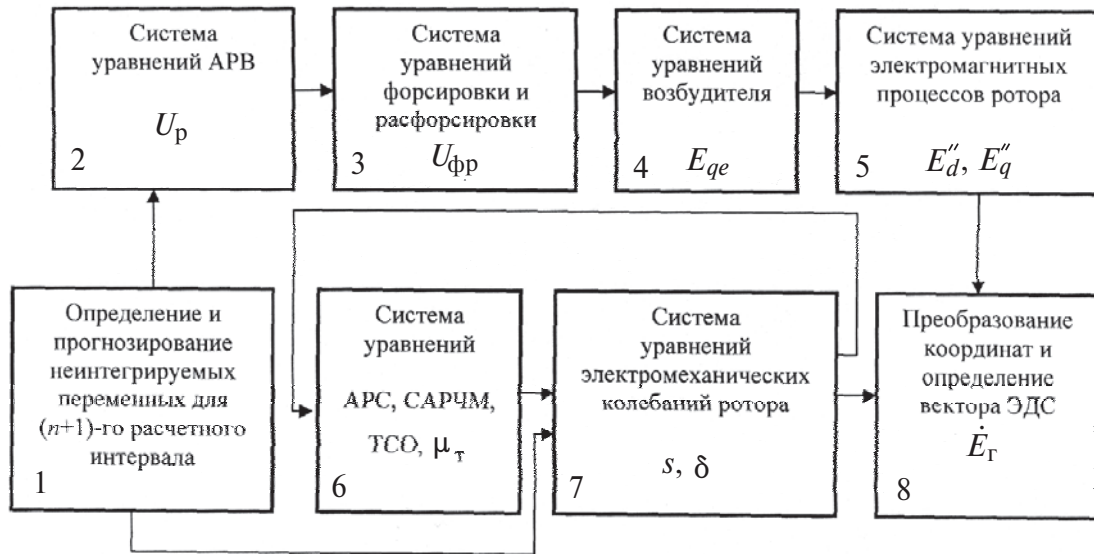 Система
уравнений АРВ
Uр
2
Система
уравнений
форсировки и
расфорсировки
Uфр
3
Система
уравнений
возбудителя
Eqe
4
Система уравнений
электромагнитных
процессов ротора
E″d, E″q
5
Определение и
прогнозирование
неинтегрируемых
переменных для
(n+1)-го расчетного
интервала
1
Система
уравнений
АРС, САРЧМ,
ТСО, μт
6
Система
уравнений
электромеханических
колебаний ротора
s, δ
7
Преобразование
координат и
определение
вектора ЭДС
Ėг
8